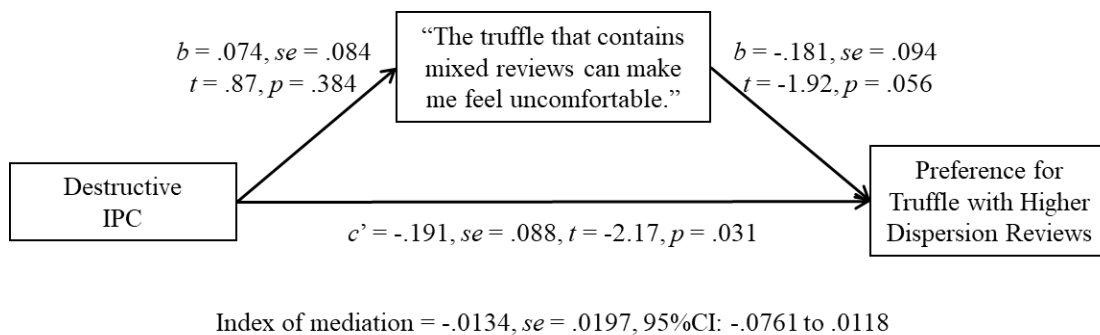 b = .074, se = .084
t = .87, p = .384
“The truffle that contains
mixed reviews can make
me feel uncomfortable.”
b = -.181, se = .094
t = -1.92, p = .056
Destructive
IPC
Preference for
Truffle with Higher
Dispersion Reviews
c’ = -.191, se = .088, t = -2.17, p = .031
Index of mediation = -.0134, se = .0197, 95%CI: -.0761 to .0118